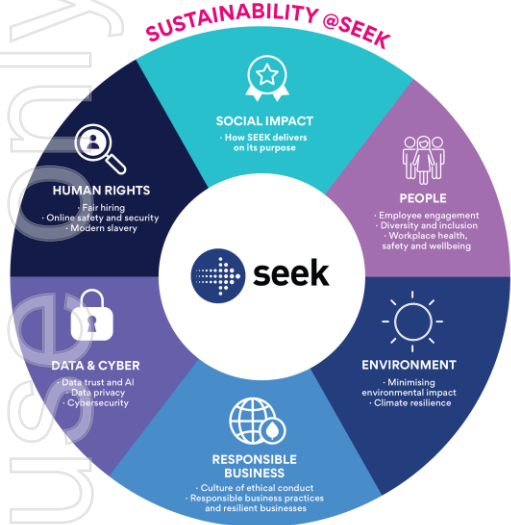 SUSTAINABILITY @SEEK
SOCIAL IMPACT
· How SEEK delivers
on its purpose
PEOPLE
· Employee engagement
· Diversity and inclusion
· Workplace health,
safety and wellbeing
ENVIRONMENT
· Minimising
environmental impact
· Climate resilience
RESPONSIBLE
BUSINESS
· Culture of ethical conduct
· Responsible business practices
and resilient businesses
DATA & CYBER
· Data trust and AI
· Data privacy
· Cybersecurity
HUMAN RIGHTS
· Fair hiring
· Online safety and security
· Modern slavery
seek
use only